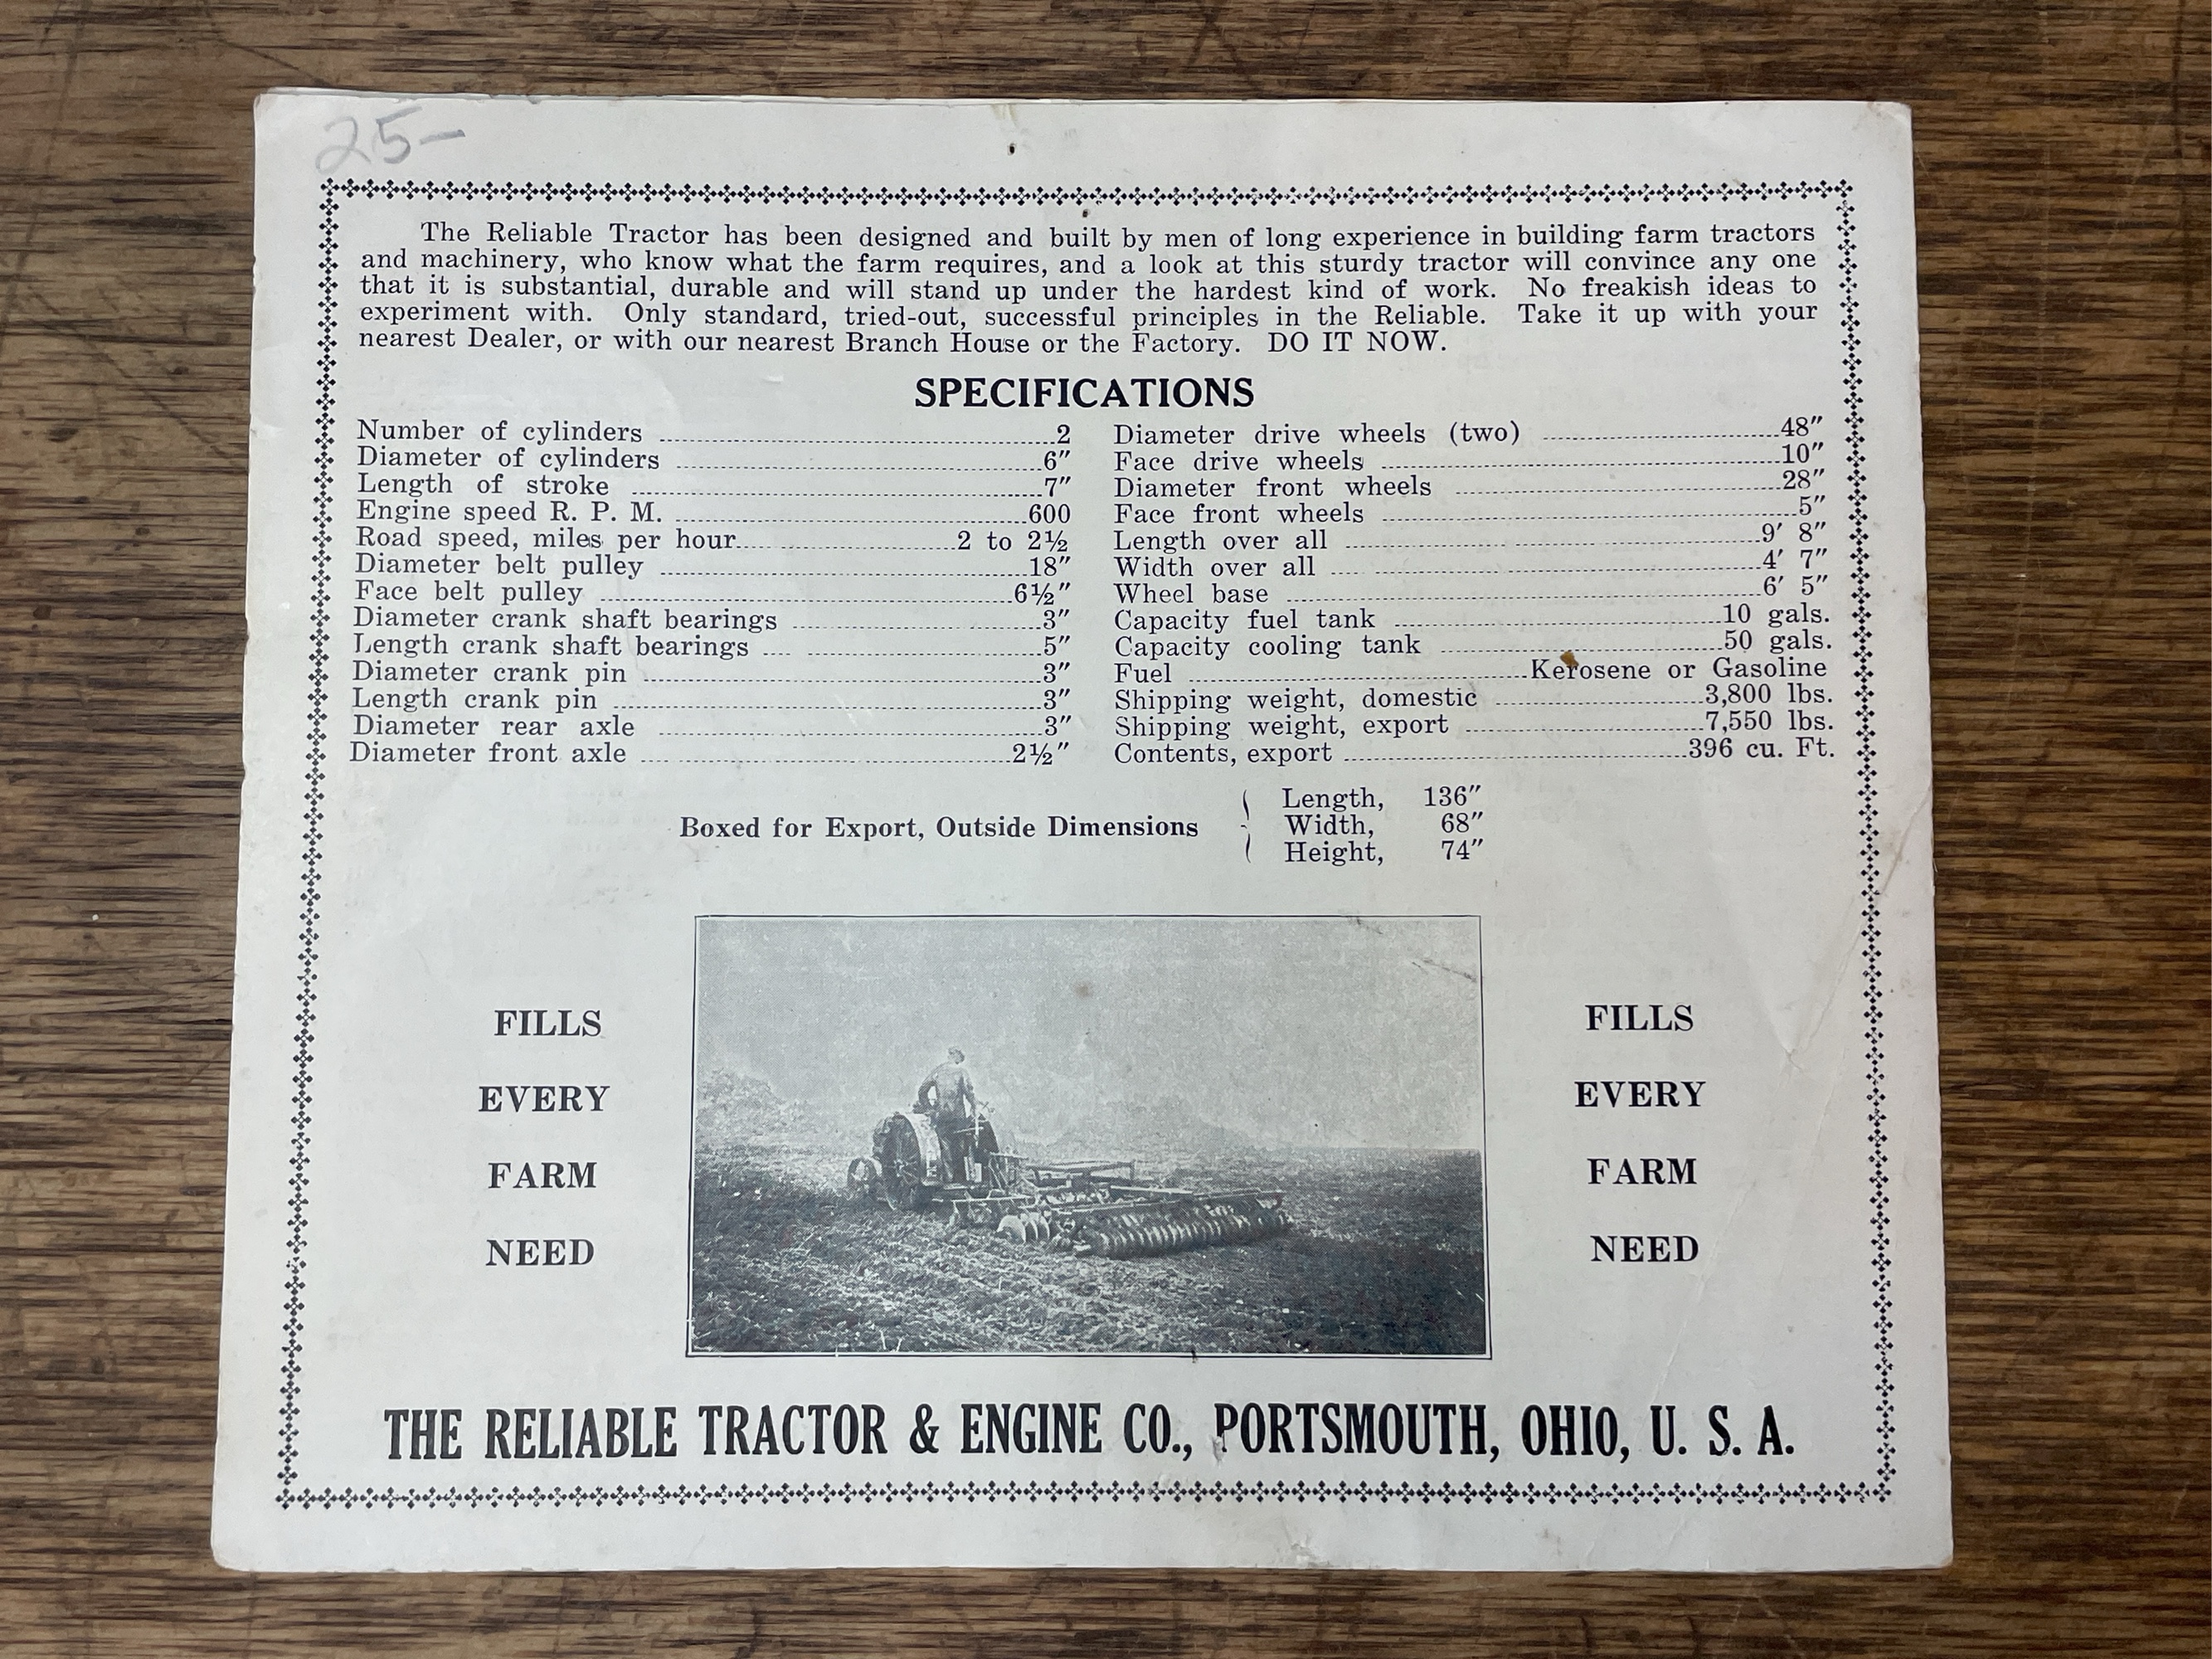 25-
The Reliable Tractor has been designed and built by men of long experience in building farm tractors
and machinery, who know what the farm requires, and a look at this sturdy tractor will convince any one
that it is substantial, durable and will stand up under the hardest kind of work. No freakish ideas to
experiment with. Only standard, tried-out, successful principles in the Reliable. Take it up with your
nearest Dealer, or with our nearest Branch House or the Factory. DO IT NOW.
SPECIFICATIONS
Number of cylinders 2
Diameter of cylinders 6″
Length of stroke 7″
Engine speed R. P. M. 600
Road speed, miles per hour 2 to 2½
Diameter belt pulley 18″
Face belt pulley 6½″
Diameter crank shaft bearings 3″
Length crank shaft bearings 5″
Diameter crank pin 3″
Length crank pin 3″
Diameter rear axle 3″
Diameter front axle 2½″
Diameter drive wheels (two) 48″
Face drive wheels 10″
Diameter front wheels 28″
Face front wheels 5″
Length over all 9′ 8″
Width over all 4′ 7″
Wheel base 6′ 5″
Capacity fuel tank 10 gals.
Capacity cooling tank 50 gals.
Fuel Kerosene or Gasoline
Shipping weight, domestic 3,800 lbs.
Shipping weight, export 7,550 lbs.
Contents, export 396 cu. Ft.
Boxed for Export, Outside Dimensions
Length, 136″
Width, 68″
Height, 74″
FILLS
EVERY
FARM
NEED
FILLS
EVERY
FARM
NEED
THE RELIABLE TRACTOR & ENGINE CO., PORTSMOUTH, OHIO, U. S. A.